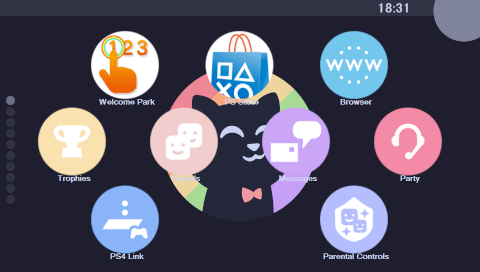 18:31
123
Welcome Park
PS Store
WWW
Browser
Trophies
Messages
Party
PS4 Link
Parental Controls